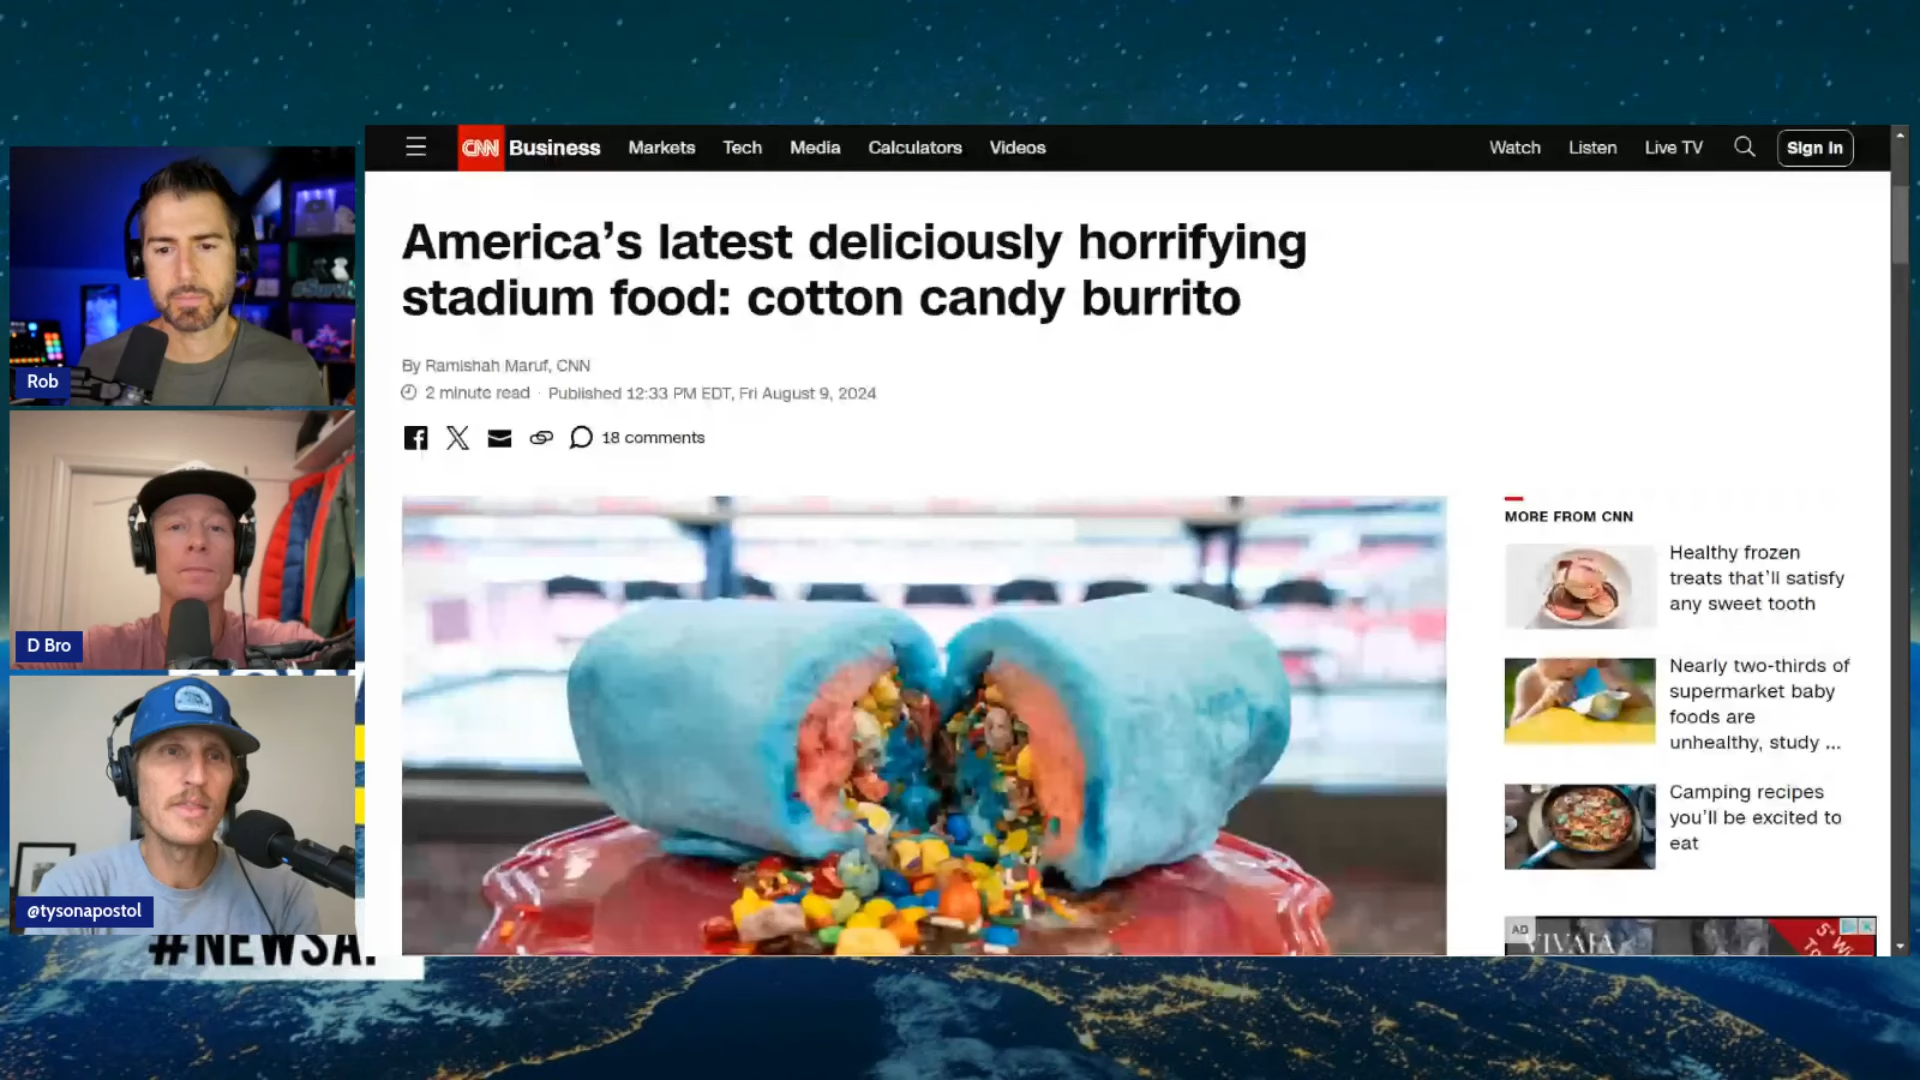 CNN Business Markets Tech Media Calculators Videos Watch Listen Live TV Sign in
America's latest deliciously horrifying
stadium food: cotton candy burrito
By Ramishah Maruf, CNN
2 minute read · Published 12:33 PM EDT, Fri August 9, 2024
18 comments
MORE FROM CNN
Healthy frozen
treats that'll satisfy
any sweet tooth
Nearly two-thirds of
supermarket baby
foods are
unhealthy, study ...
Camping recipes
you'll be excited to
eat
AD
Rob
D Bro
@tysonapostol